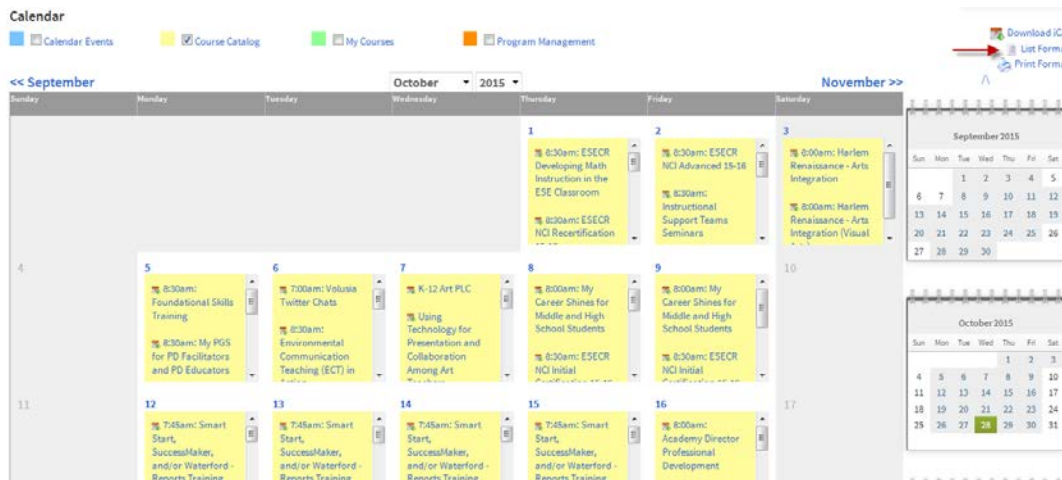 Calendar
Calendar Events
Course Catalog
My Courses
Program Management
Download iC
List Forma
Print Forma
<< September
October 2015
November >>
Sunday Monday Tuesday Wednesday Thursday Friday Saturday
1
8:30am: ESECR
Developing Math
Instruction in the
ESE Classroom
8:30am: ESECR
NCI Recertification
2
8:30am: ESECR
NCI Advanced 15-16
8:30am:
Instructional
Support Teams
Seminars
3
8:00am: Harlem
Renaissance - Arts
Integration
8:00am: Harlem
Renaissance - Arts
Integration (Visual
4
5
8:30am:
Foundational Skills
Training
8:30am: My PGS
for PD Facilitators
and PD Educators
6
7:00am: Volusia
Twitter Chats
8:30am:
Environmental
Communication
Teaching (ECT) in
7
K-12 Art PLC
Using
Technology for
Presentation and
Collaboration
Among Art
8
8:00am: My
Career Shines for
Middle and High
School Students
8:30am: ESECR
NCI Initial
9
8:00am: My
Career Shines for
Middle and High
School Students
8:30am: ESECR
NCI Initial
10
11
12
7:45am: Smart
Start,
SuccessMaker,
and/or Waterford -
Reports Training
13
7:45am: Smart
Start,
SuccessMaker,
and/or Waterford -
Reports Training
14
7:45am: Smart
Start,
SuccessMaker,
and/or Waterford -
Reports Training
15
7:45am: Smart
Start,
SuccessMaker,
and/or Waterford -
Reports Training
16
8:00am:
Academy Director
Professional
Development
17
September 2015
Sun Mon Tue Wed Thu Fri Sat
1 2 3 4 5
6 7 8 9 10 11 12
13 14 15 16 17 18 19
20 21 22 23 24 25 26
27 28 29 30
October 2015
Sun Mon Tue Wed Thu Fri Sat
1 2 3
4 5 6 7 8 9 10
11 12 13 14 15 16 17
18 19 20 21 22 23 24
25 26 27 28 29 30 31